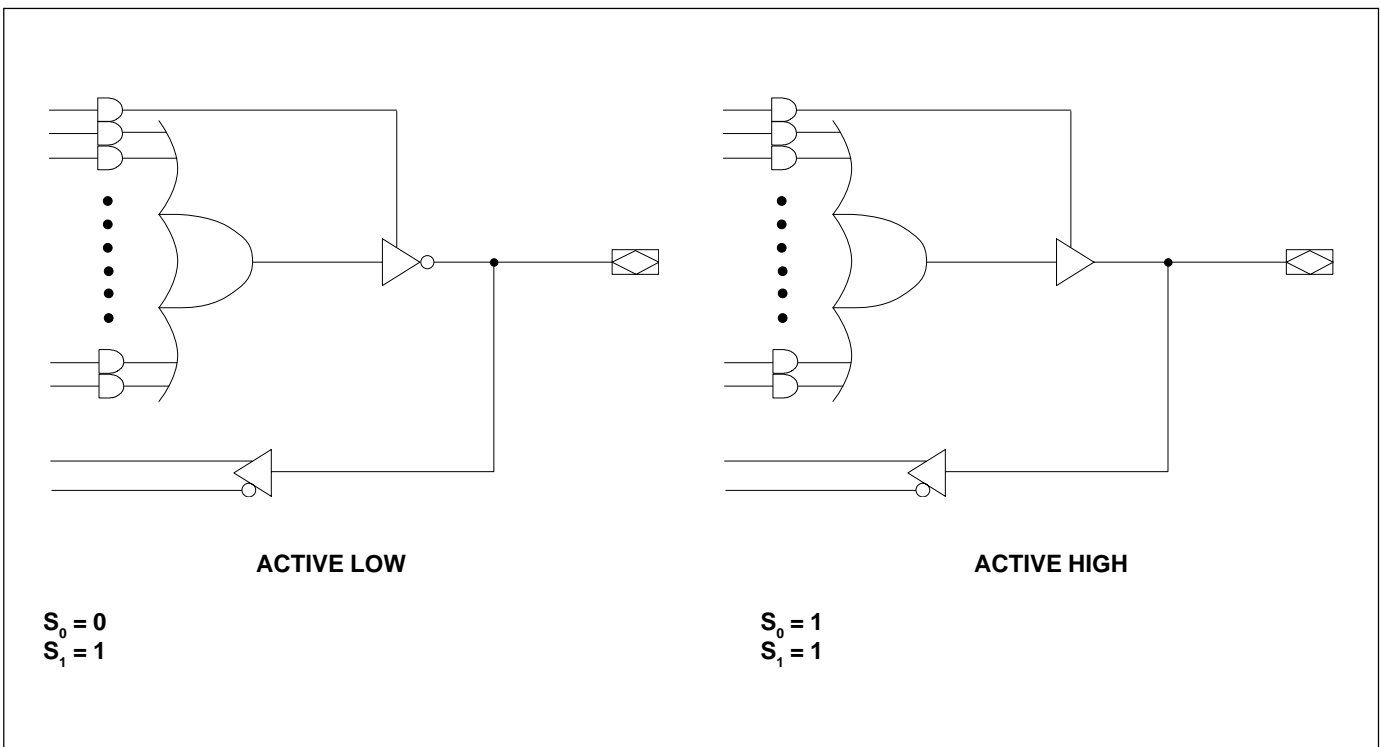 ACTIVE LOW
ACTIVE HIGH
S₀ = 0
S₁ = 1
S₀ = 1
S₁ = 1